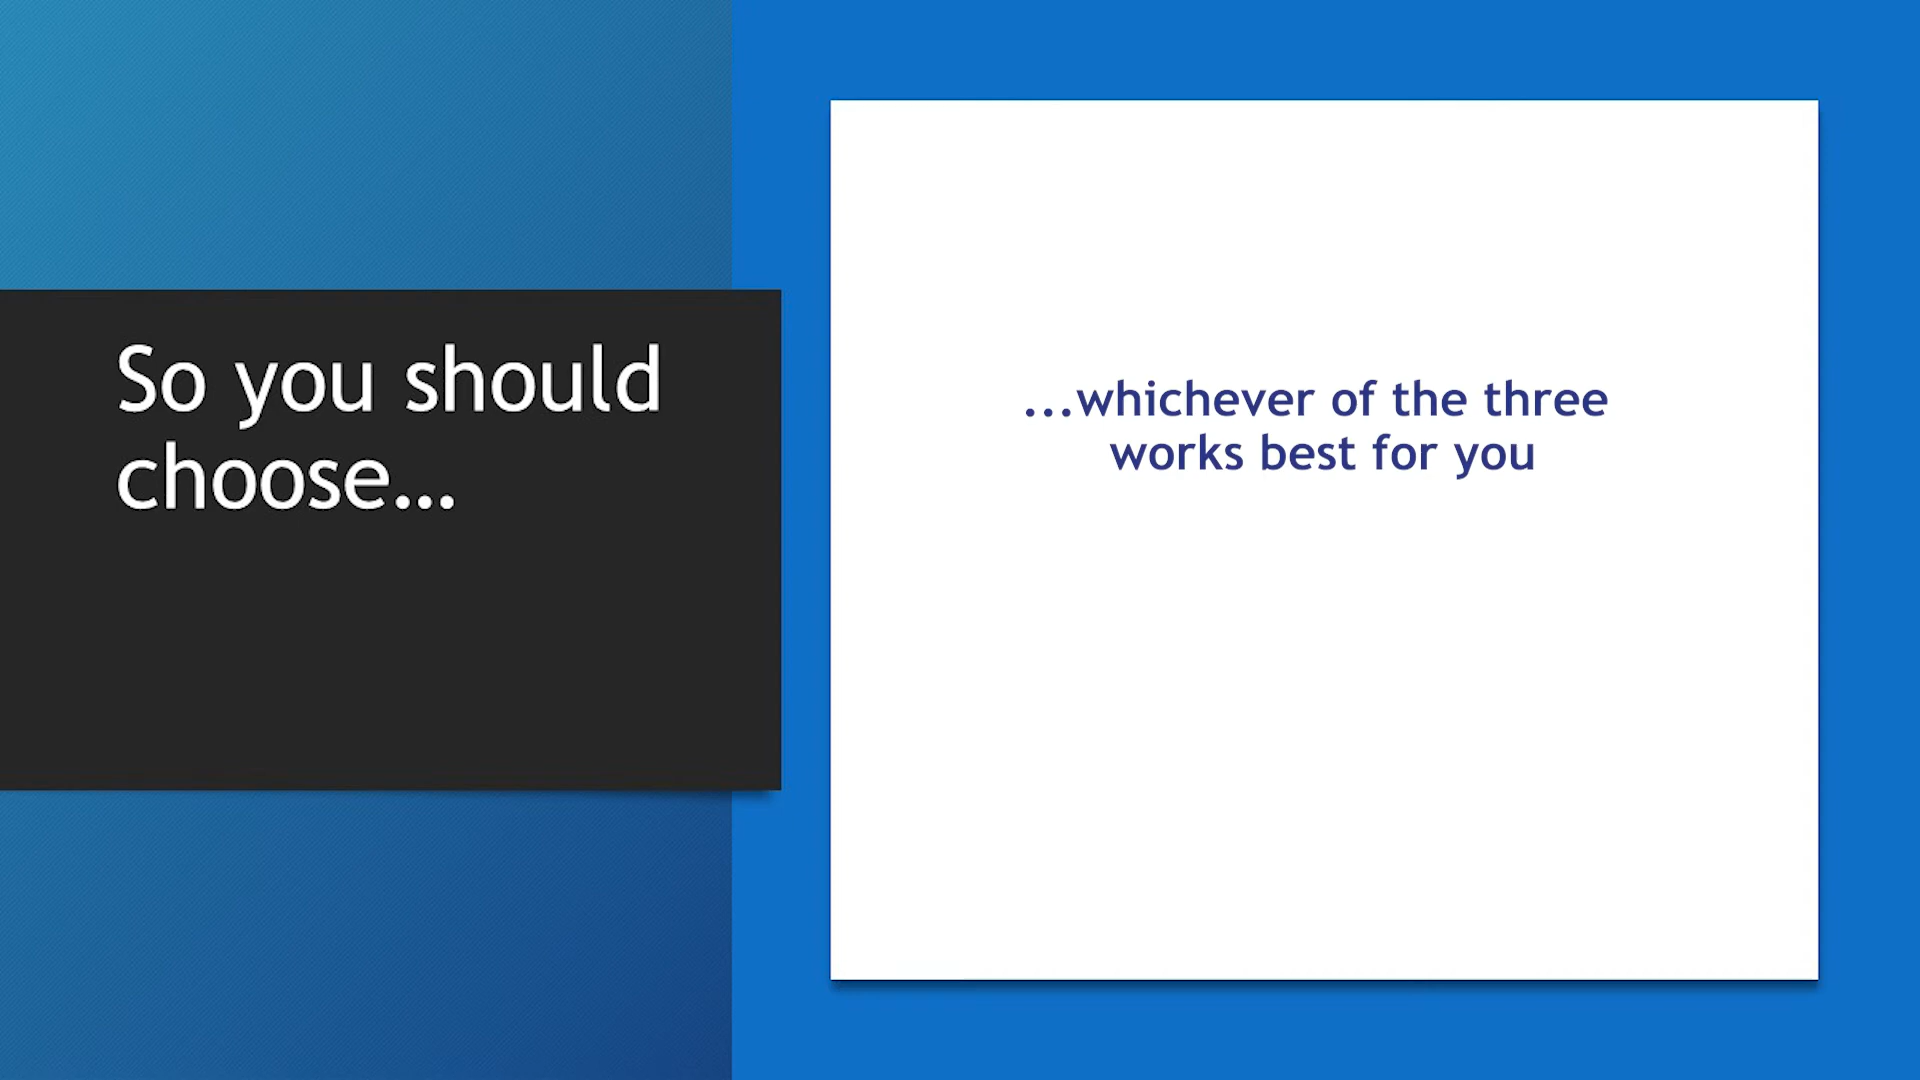 So you should
choose...
...whichever of the three
works best for you